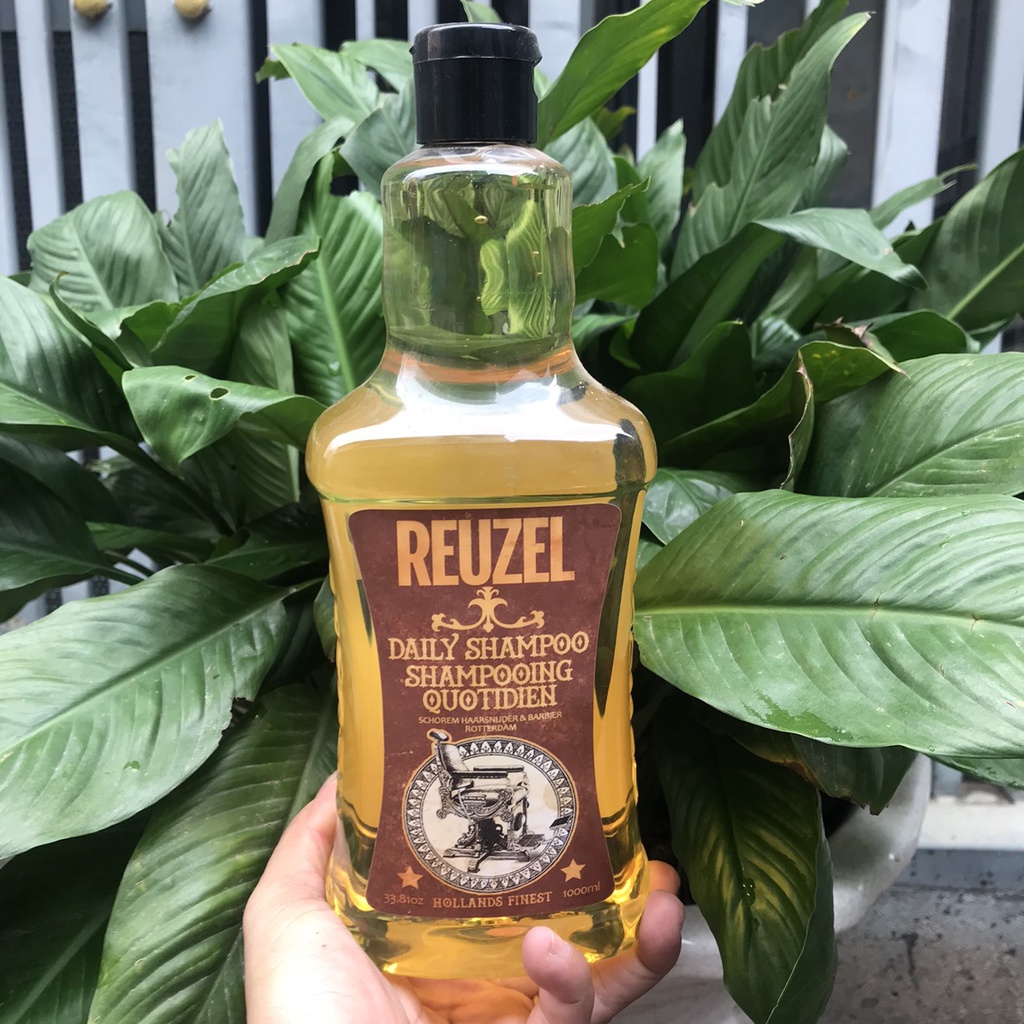 REUZEL
DAILY SHAMPOO
SHAMPOOING
QUOTIDIEN
SCHOREM HAARSNIJDER & BARBIER
ROTTERDAM
33.81oz HOLLANDS FINEST 1000ml